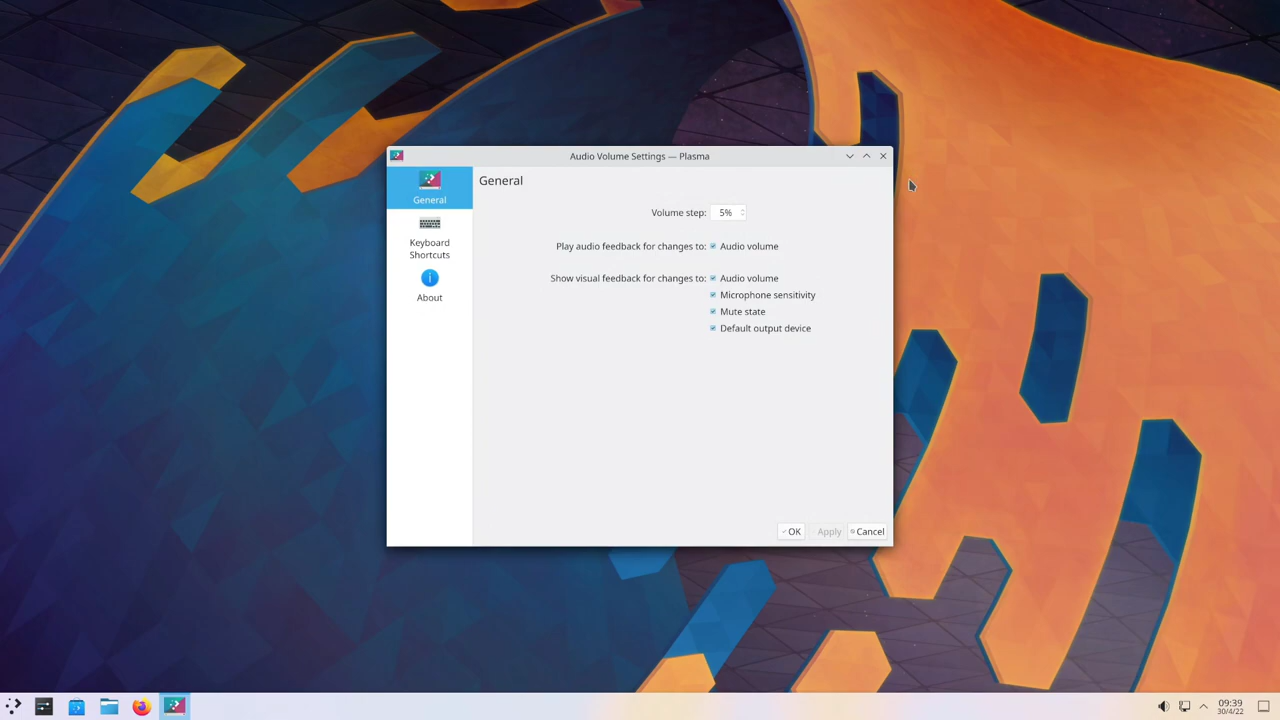 Audio Volume Settings — Plasma
General
General
Volume step: 5%
Keyboard
Shortcuts
Play audio feedback for changes to: Audio volume
Show visual feedback for changes to: Audio volume
About
Microphone sensitivity
Mute state
Default output device
OK Apply Cancel
09:39
30/4/22